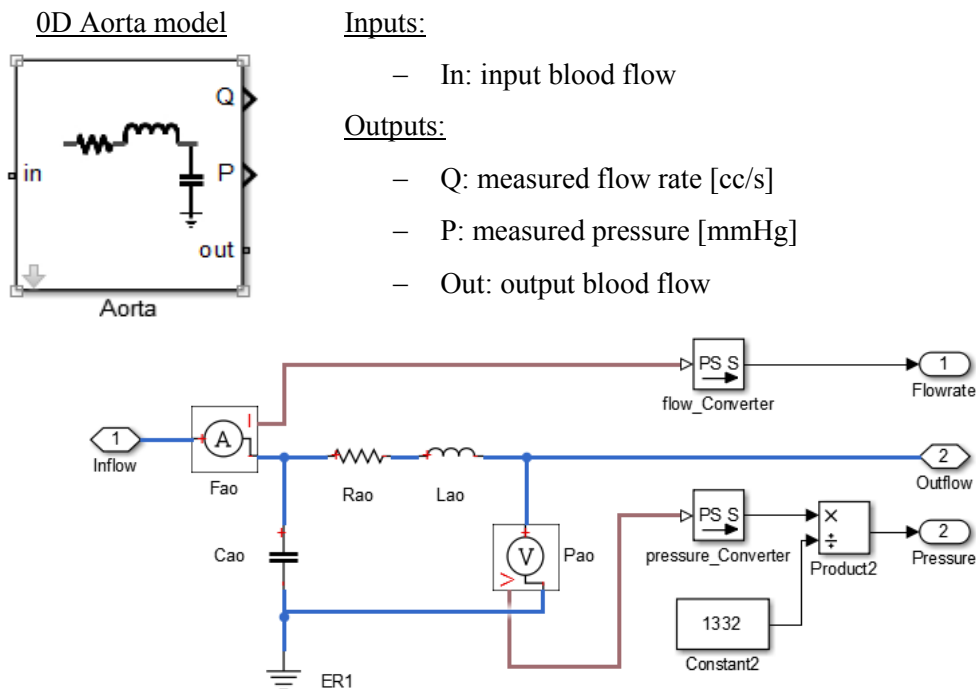 0D Aorta model
Q
in
P
out
Aorta
Inputs:
– In: input blood flow
Outputs:
– Q: measured flow rate [cc/s]
– P: measured pressure [mmHg]
– Out: output blood flow
PS S
flow_Converter
1
Flowrate
1
Inflow
I
A
Fao
Rao
Lao
2
Outflow
Cao
V
Pao
PS S
pressure_Converter
×
÷
Product2
2
Pressure
1332
Constant2
ER1